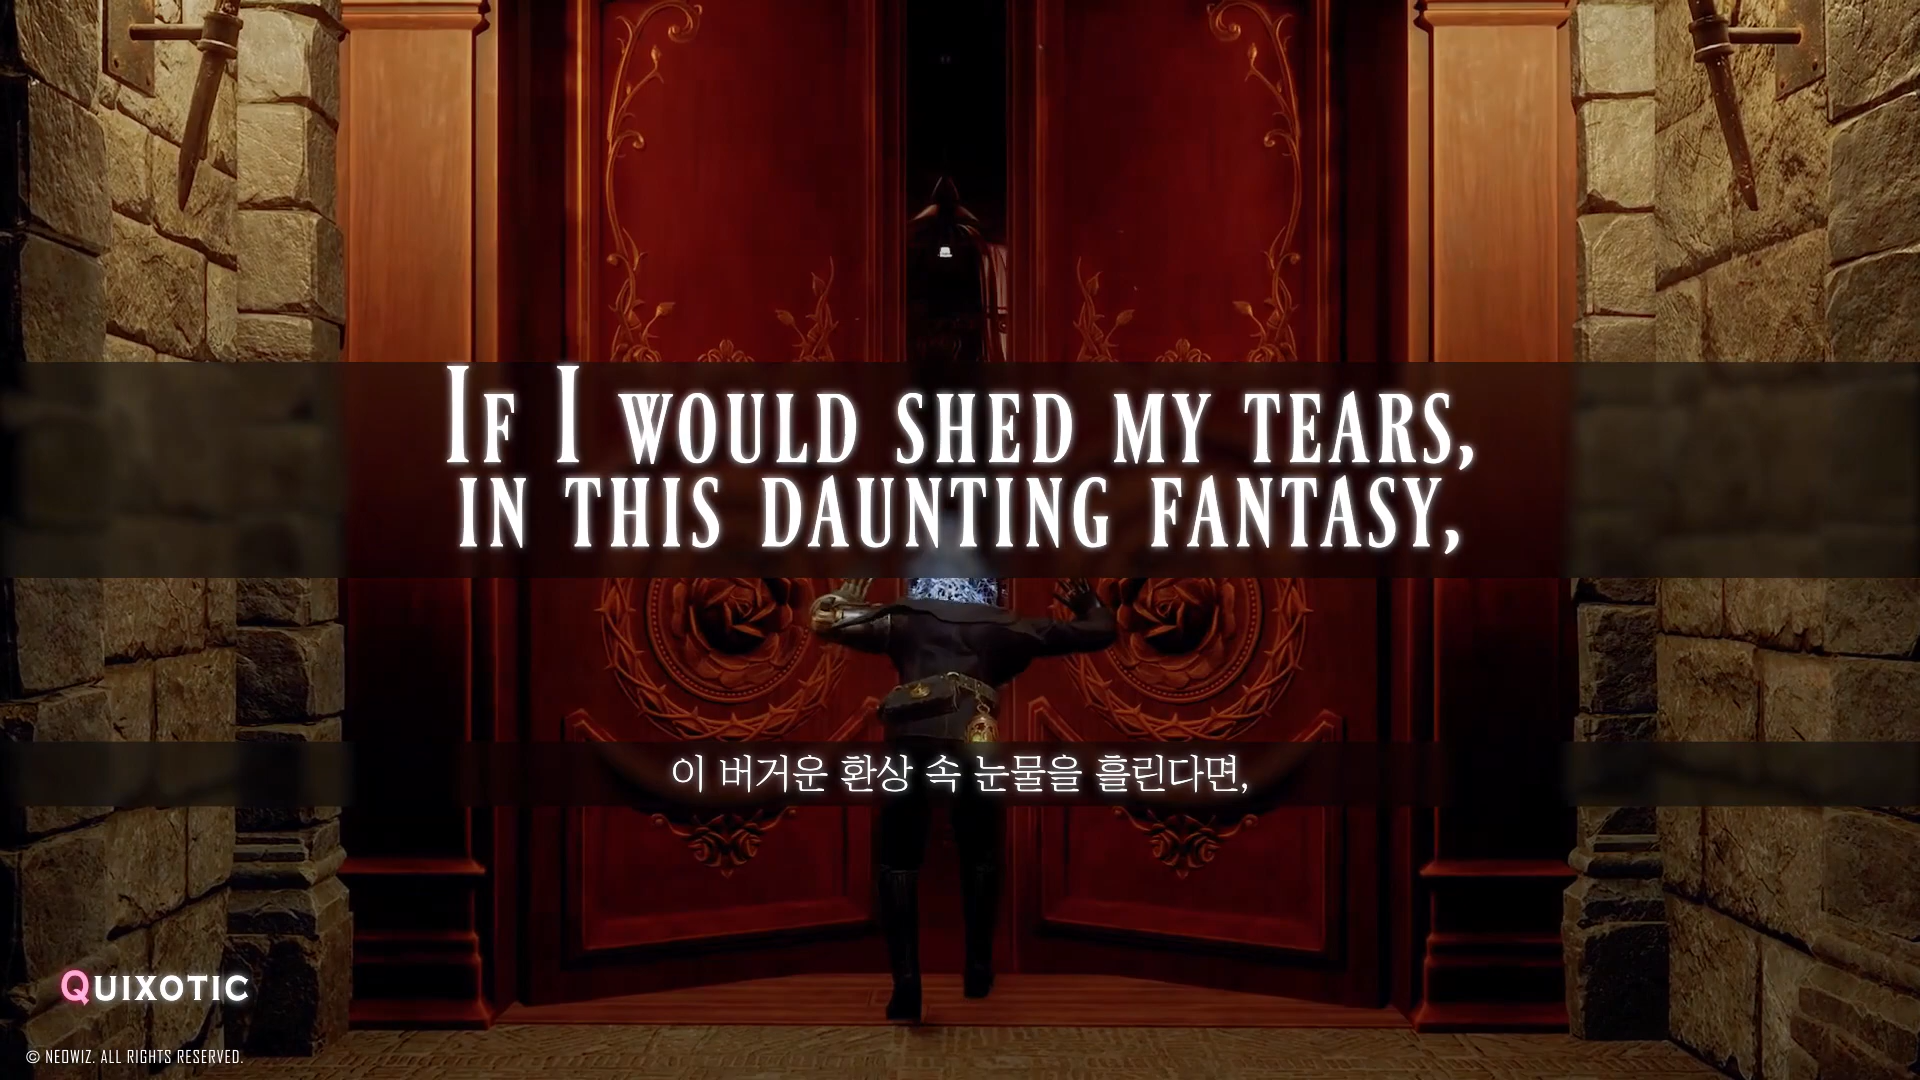 If I would shed my tears,
in this daunting fantasy,
이 버거운 환상 속 눈물을 흘린다면,
Quixotic
© NEOWIZ. ALL RIGHTS RESERVED.